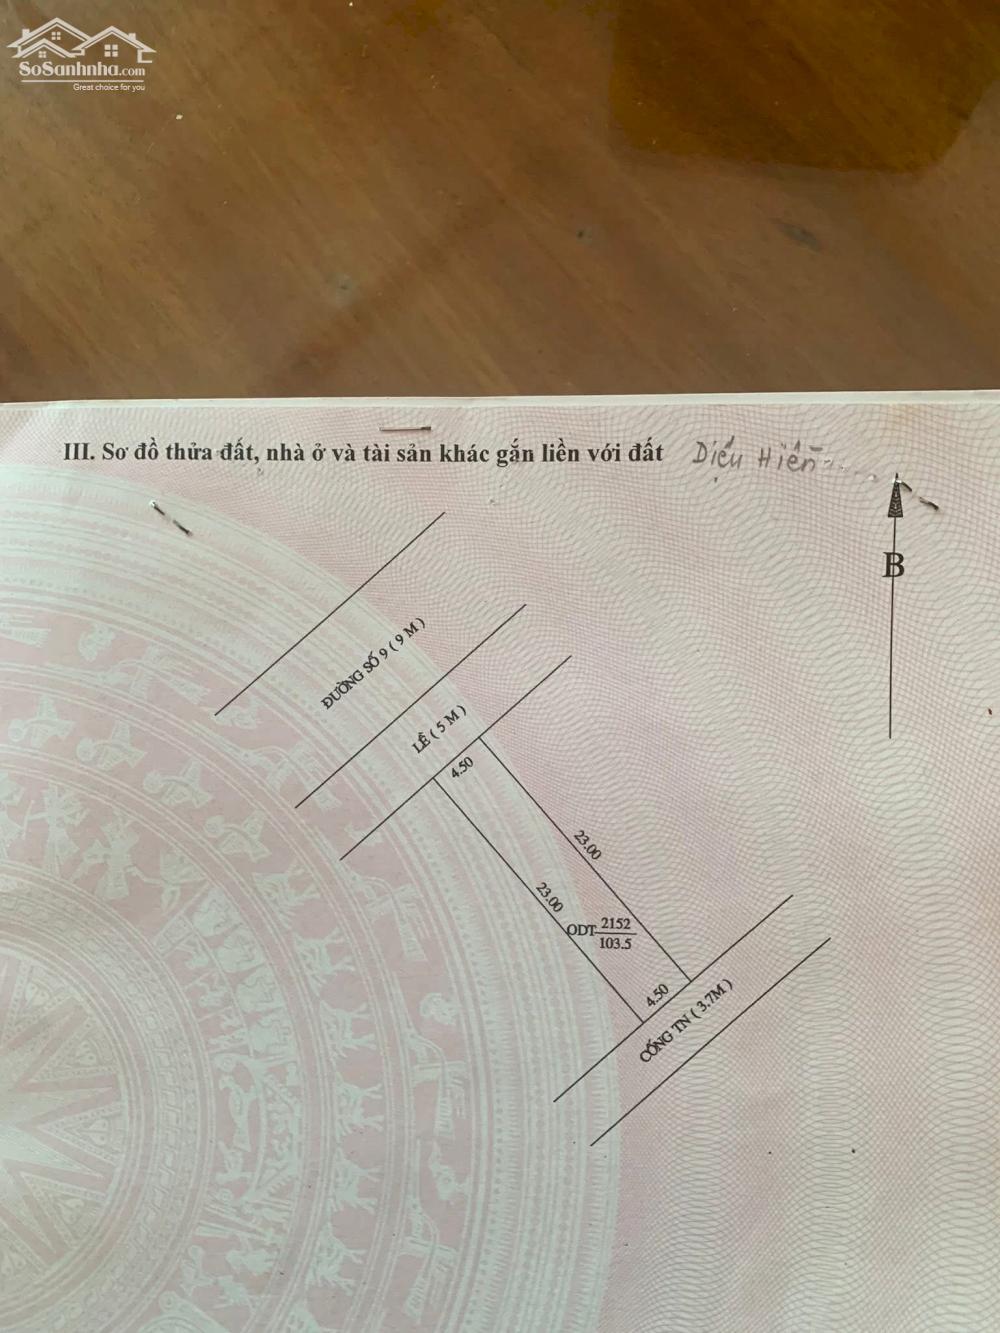 SoSanhnha.com
Great choice for you
III. Sơ đồ thửa đất, nhà ở và tài sản khác gắn liền với đất Diệu Hiền
B
ĐƯỜNG SỐ 9 ( 9 M )
LỀ ( 5 M )
4.50
23.00
23.00
ODT 2152
103.5
4.50
CỐNG TN ( 3.7M )